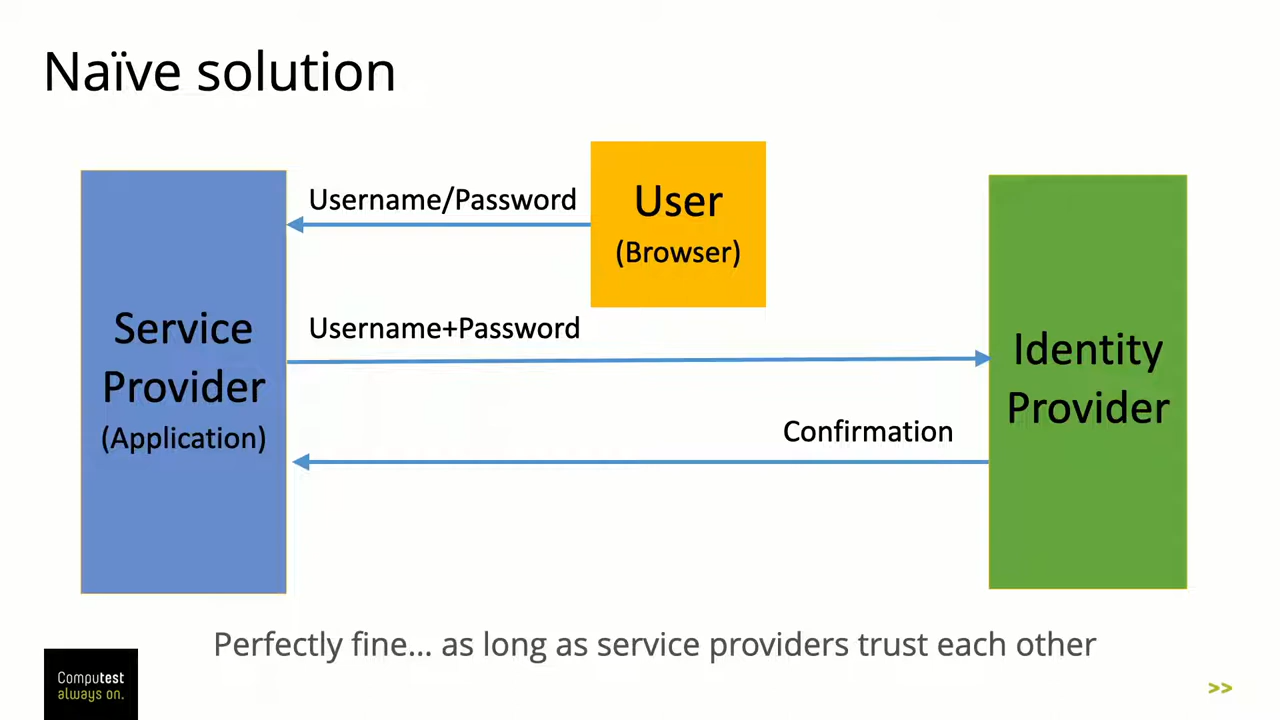 Naïve solution
Username/Password
User
(Browser)
Service
Provider
(Application)
Username+Password
Identity
Provider
Confirmation
Perfectly fine... as long as service providers trust each other
Computest
always on.
>>